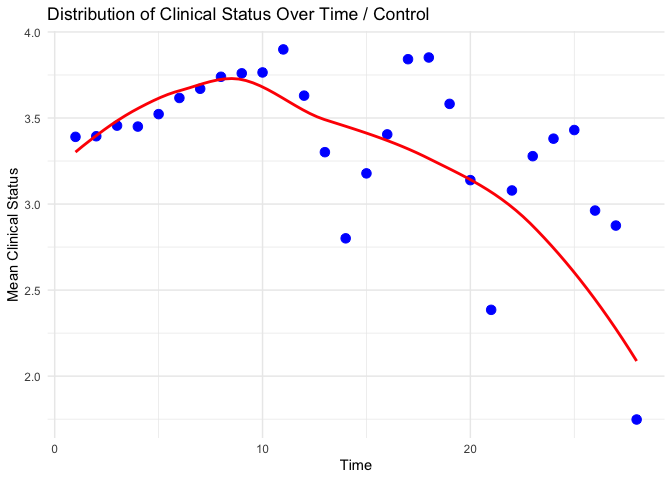 Distribution of Clinical Status Over Time / Control
Mean Clinical Status
4.0
3.5
3.0
2.5
2.0
0 10 20
Time